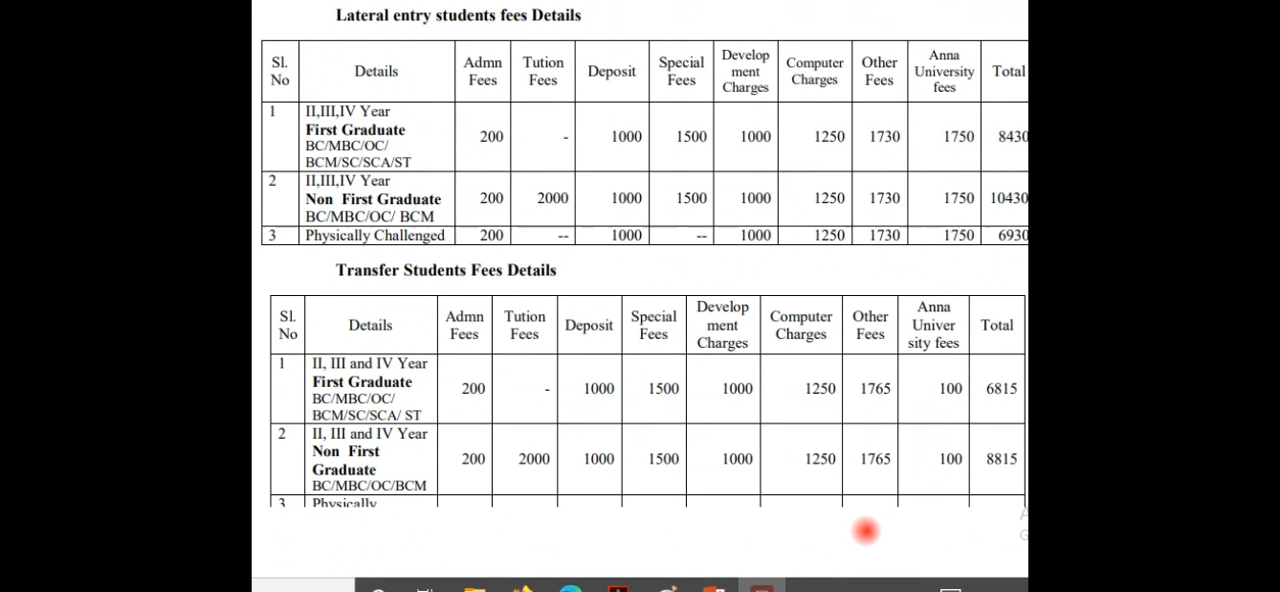 Lateral entry students fees Details
Sl. No Details Admn Fees Tution Fees Deposit Special Fees Develop ment Charges Computer Charges Other Fees Anna University fees Total
1 II,III,IV Year First Graduate BC/MBC/OC/ BCM/SC/SCA/ST 200 - 1000 1500 1000 1250 1730 1750 8430
2 II,III,IV Year Non First Graduate BC/MBC/OC/ BCM 200 2000 1000 1500 1000 1250 1730 1750 10430
3 Physically Challenged 200 -- 1000 -- 1000 1250 1730 1750 6930
Transfer Students Fees Details
Sl. No Details Admn Fees Tution Fees Deposit Special Fees Develop ment Charges Computer Charges Other Fees Anna Univer sity fees Total
1 II, III and IV Year First Graduate BC/MBC/OC/ BCM/SC/SCA/ ST 200 - 1000 1500 1000 1250 1765 100 6815
2 II, III and IV Year Non First Graduate BC/MBC/OC/BCM 200 2000 1000 1500 1000 1250 1765 100 8815
3 Physically